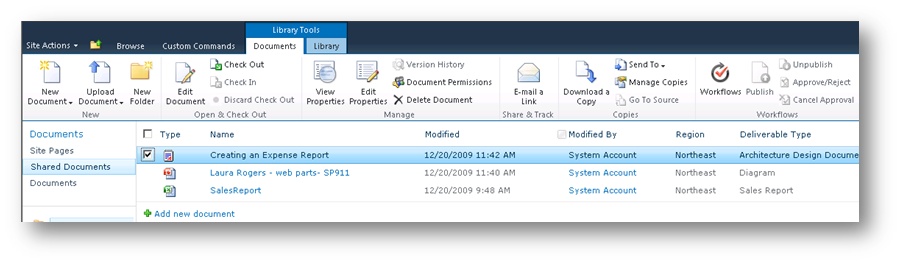 Library Tools
Site Actions Browse Custom Commands Documents Library
New Document Upload Document New Folder
New
Edit Document Check Out Check In Discard Check Out
Open & Check Out
View Properties Edit Properties Version History Document Permissions Delete Document
Manage
E-mail a Link
Share & Track
Download a Copy Send To Manage Copies Go To Source
Copies
Workflows Publish Unpublish Approve/Reject Cancel Approval
Workflows
Documents
Site Pages
Shared Documents
Documents
Type Name Modified Modified By Region Deliverable Type
Creating an Expense Report 12/20/2009 11:42 AM System Account Northeast Architecture Design Docume
Laura Rogers - web parts- SP911 12/20/2009 11:40 AM System Account Northeast Diagram
SalesReport 12/20/2009 9:48 AM System Account Northeast Sales Report
Add new document